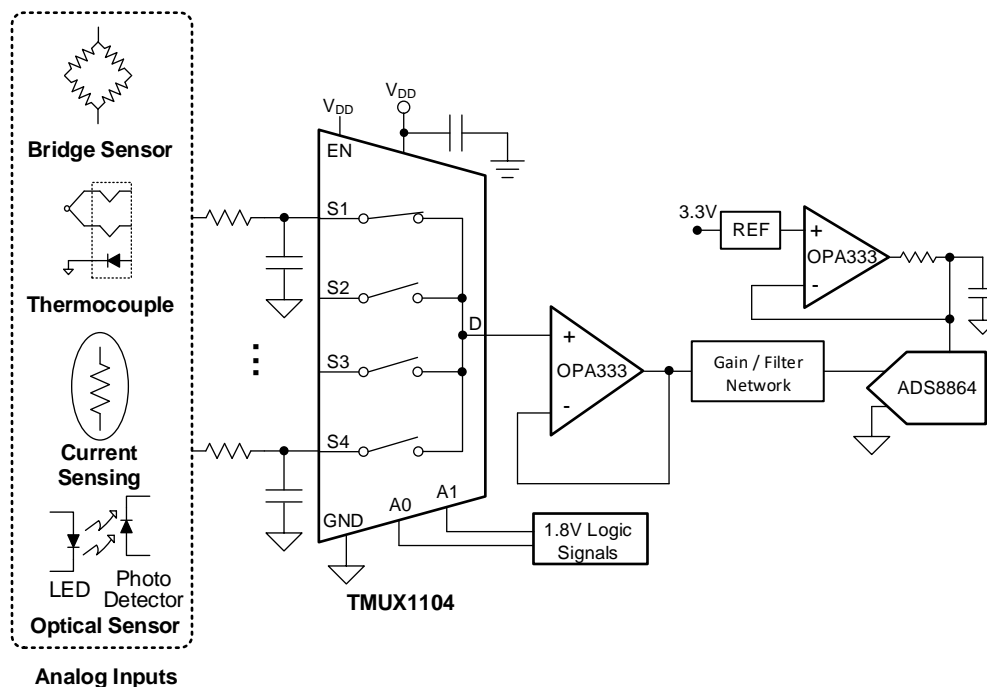 Bridge Sensor
Thermocouple
Current
Sensing
LED
Photo
Detector
Optical Sensor
Analog Inputs
VDD
VDD
EN
S1
S2
S3
S4
D
GND
A0
A1
TMUX1104
1.8V Logic
Signals
+
OPA333
-
Gain / Filter
Network
3.3V
REF
+
OPA333
-
ADS8864